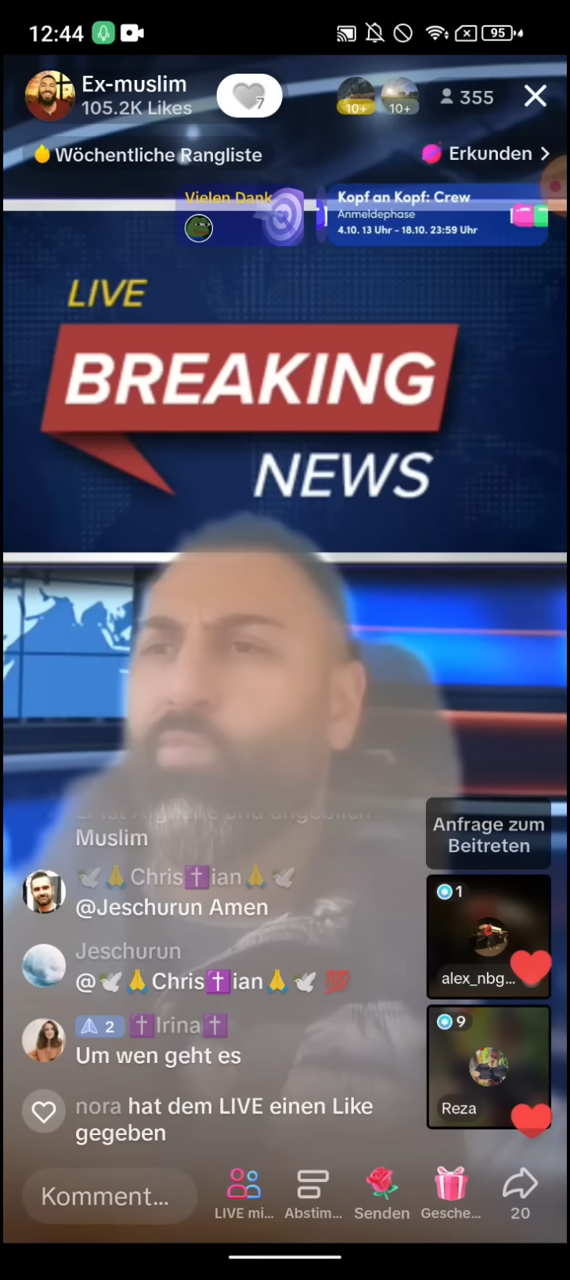 12:44
95
Ex-muslim
105.2K Likes
7
10+
10+
355
Wöchentliche Rangliste
Erkunden
Vielen Dank
Kopf an Kopf: Crew
Anmeldephase
4.10. 13 Uhr – 18.10. 23:59 Uhr
LIVE
BREAKING
NEWS
Anfrage zum
Beitreten
Muslim
🕊️🙏Chris✝️ian🙏🕊️
@Jeschurun Amen
Jeschurun
@🕊️🙏Chris✝️ian🙏🕊️ 💯
2 ✝️Irina✝️
Um wen geht es
nora hat dem LIVE einen Like
gegeben
1
alex_nbg...
9
Reza
Komment...
LIVE mi...
Abstim...
Senden
Gesche...
20